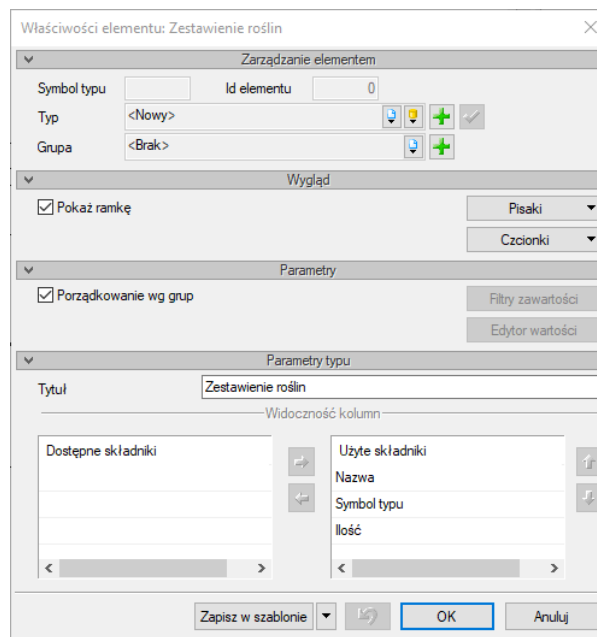 Właściwości elementu: Zestawienie roślin
Zarządzanie elementem
Symbol typu Id elementu 0
Typ <Nowy>
Grupa <Brak>
Wygląd
Pokaż ramkę Pisaki
Czcionki
Parametry
Porządkowanie wg grup Filtry zawartości
Edytor wartości
Parametry typu
Tytuł Zestawienie roślin
Widoczność kolumn
Dostępne składniki Użyte składniki
Nazwa
Symbol typu
Ilość
Zapisz w szablonie OK Anuluj